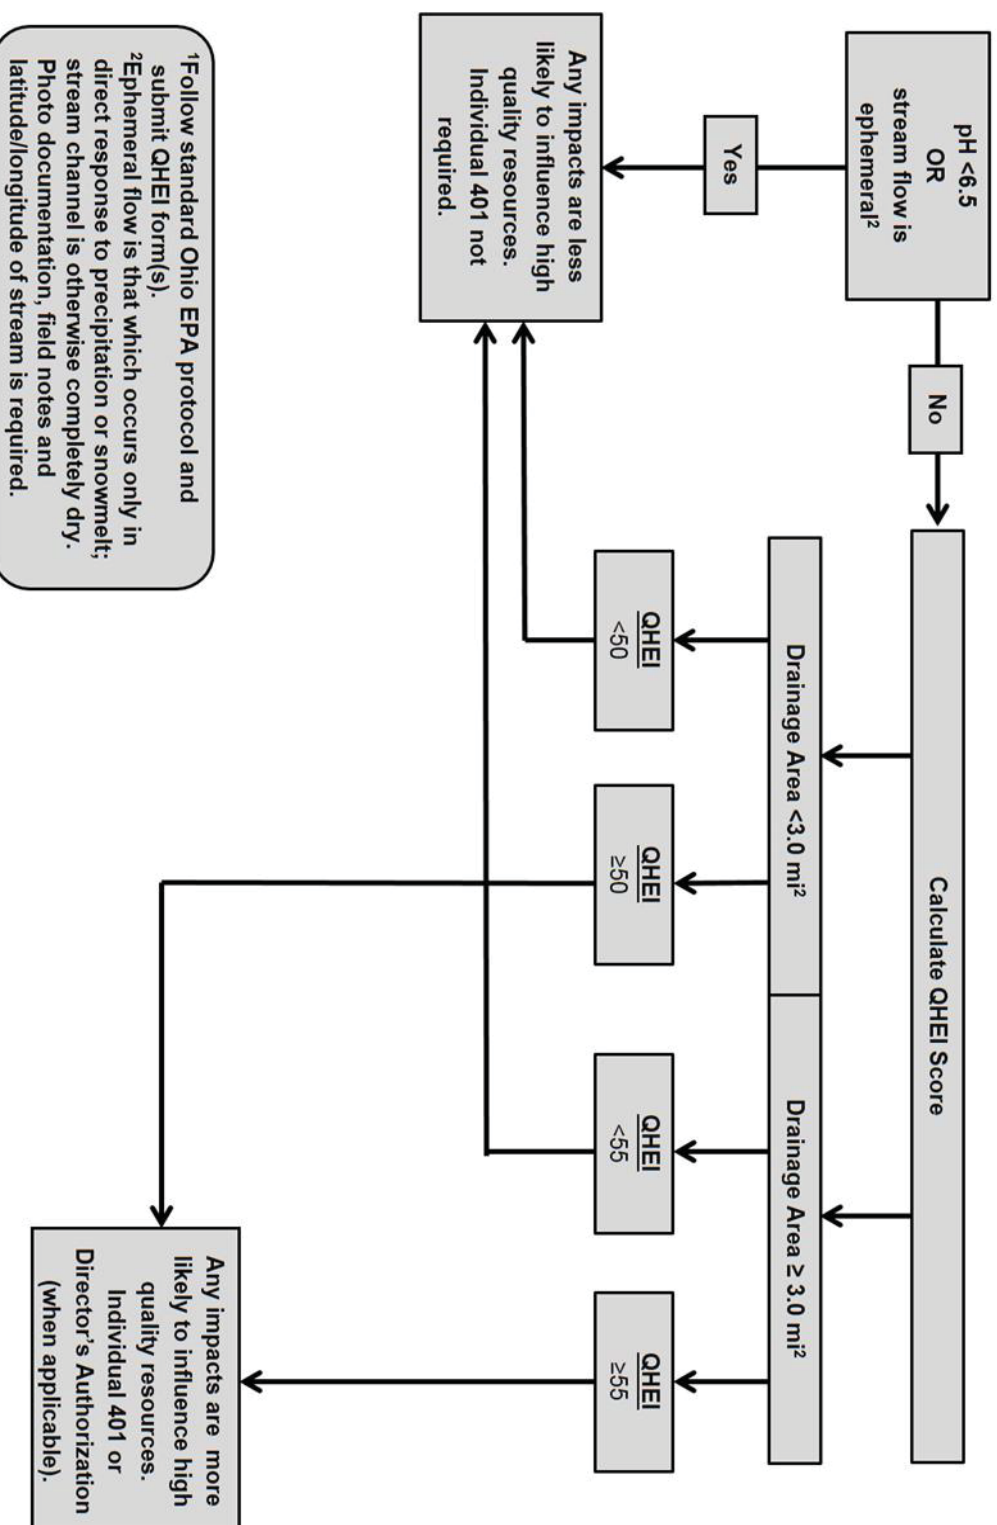 pH <6.5
OR
stream flow is
ephemeral²
No
Calculate QHEI Score
Yes
Drainage Area <3.0 mi²
Drainage Area ≥ 3.0 mi²
QHEI
<50
QHEI
≥50
QHEI
<55
QHEI
≥55
Any impacts are less
likely to influence high
quality resources.
Individual 401 not
required.
Any impacts are more
likely to influence high
quality resources.
Individual 401 or
Director's Authorization
(when applicable).
¹Follow standard Ohio EPA protocol and
submit QHEI form(s).
²Ephemeral flow is that which occurs only in
direct response to precipitation or snowmelt;
stream channel is otherwise completely dry.
Photo documentation, field notes and
latitude/longitude of stream is required.